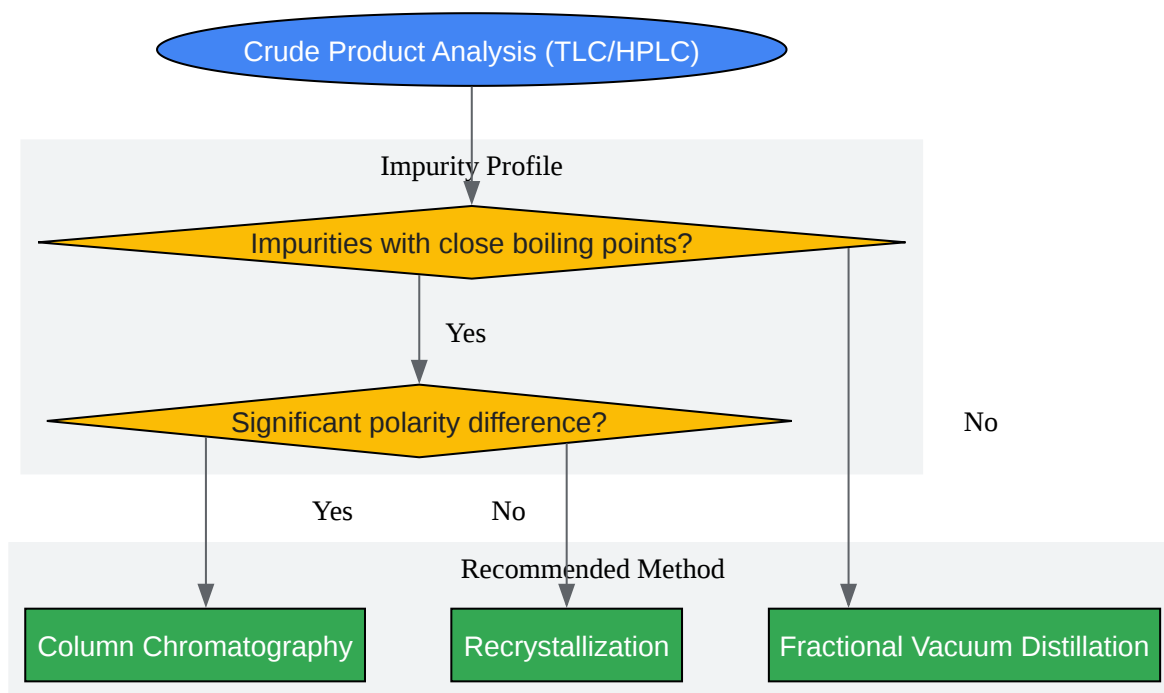 Crude Product Analysis (TLC/HPLC)
Impurity Profile
Impurities with close boiling points?
Yes
Significant polarity difference?
No
Yes
No
Recommended Method
Column Chromatography
Recrystallization
Fractional Vacuum Distillation